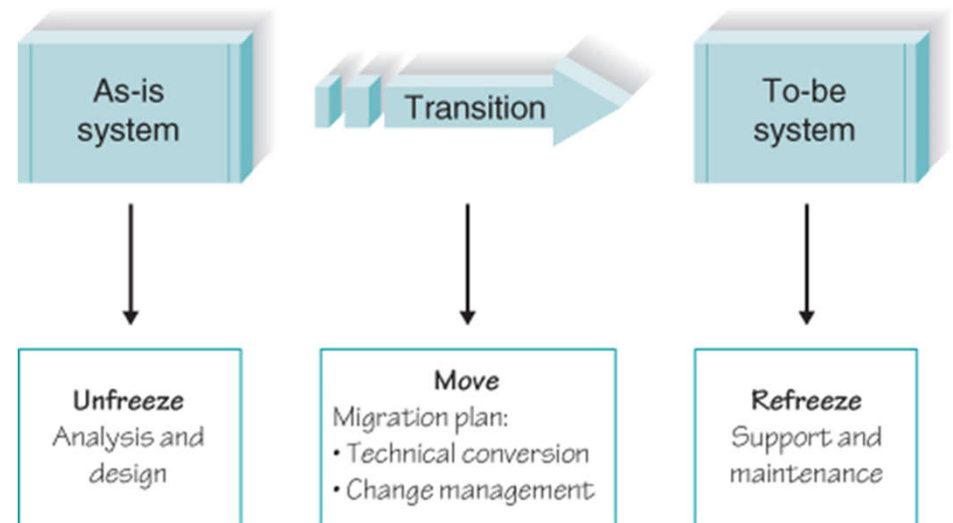 As-is
system
Transition
To-be
system
Unfreeze
Analysis and
design
Move
Migration plan:
• Technical conversion
• Change management
Refreeze
Support and
maintenance